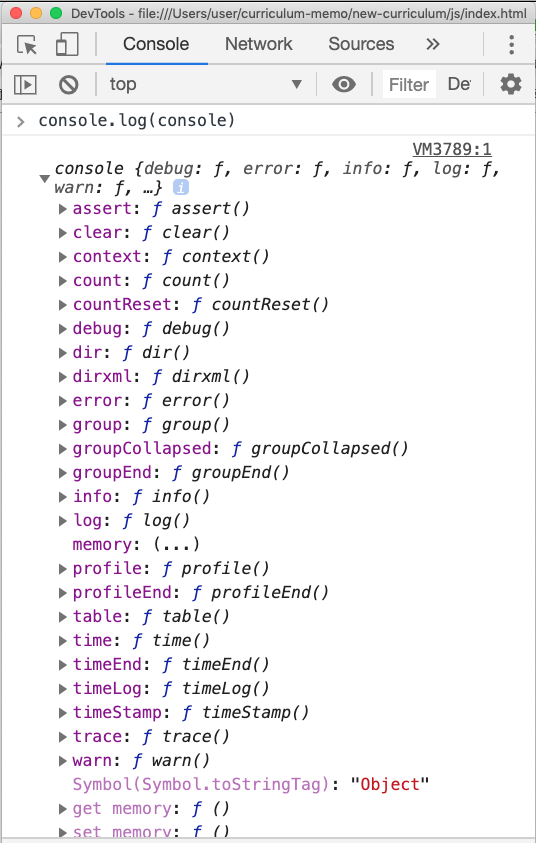 DevTools - file:///Users/user/curriculum-memo/new-curriculum/js/index.html
Console Network Sources »
top ▼ Filter De
> console.log(console)
VM3789:1
console {debug: ƒ, error: ƒ, info: ƒ, log: ƒ,
warn: ƒ, …} i
assert: ƒ assert()
clear: ƒ clear()
context: ƒ context()
count: ƒ count()
countReset: ƒ countReset()
debug: ƒ debug()
dir: ƒ dir()
dirxml: ƒ dirxml()
error: ƒ error()
group: ƒ group()
groupCollapsed: ƒ groupCollapsed()
groupEnd: ƒ groupEnd()
info: ƒ info()
log: ƒ log()
memory: (...)
profile: ƒ profile()
profileEnd: ƒ profileEnd()
table: ƒ table()
time: ƒ time()
timeEnd: ƒ timeEnd()
timeLog: ƒ timeLog()
timeStamp: ƒ timeStamp()
trace: ƒ trace()
warn: ƒ warn()
Symbol(Symbol.toStringTag): "Object"
get memory: ƒ ()
set memory: ƒ ()